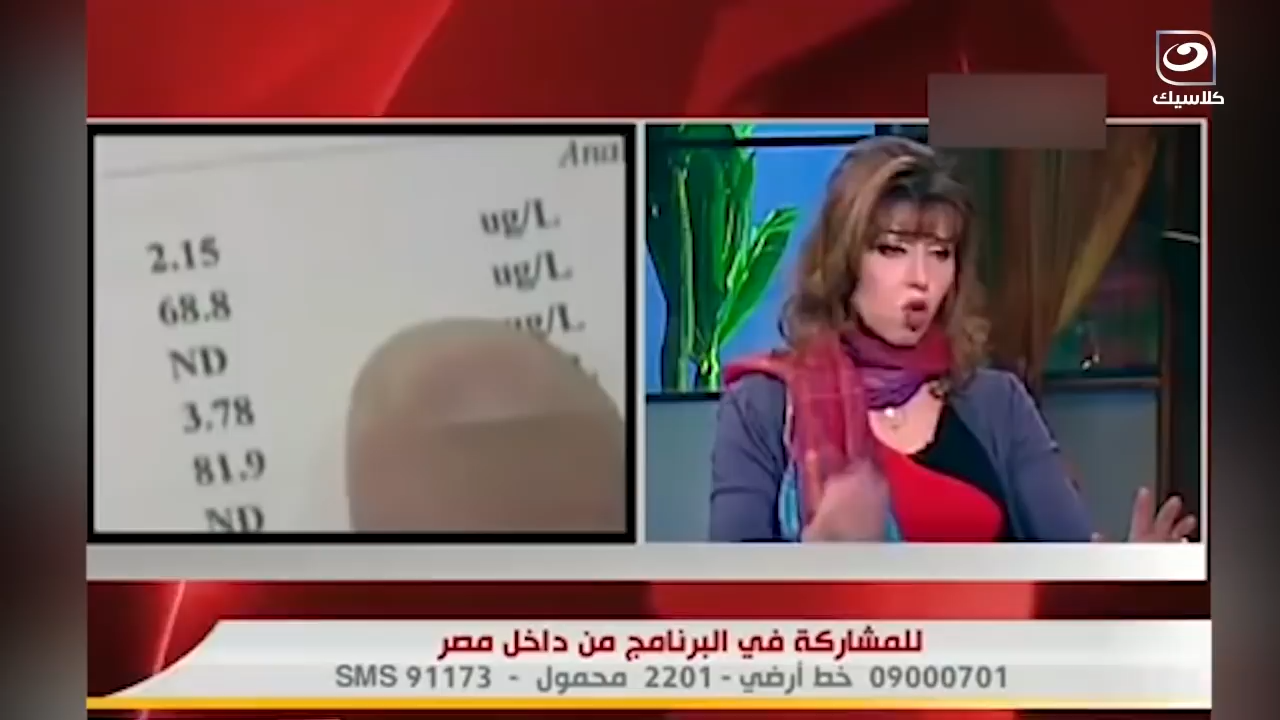 كلاسيك
2.15 ug/L
68.8 ug/L
ND ug/L
3.78
81.9
ND
للمشاركة في البرنامج من داخل مصر
09000701 خط أرضي - 2201 محمول - SMS 91173